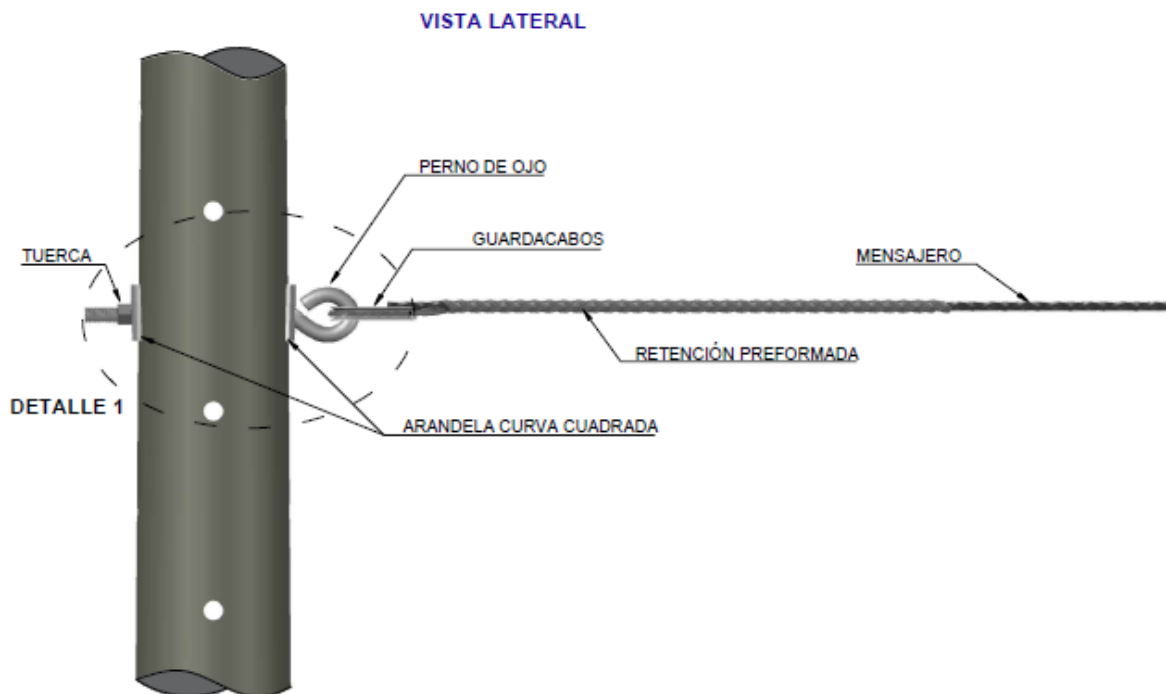 VISTA LATERAL
PERNO DE OJO
GUARDACABOS
TUERCA
MENSAJERO
RETENCIÓN PREFORMADA
DETALLE 1
ARANDELA CURVA CUADRADA